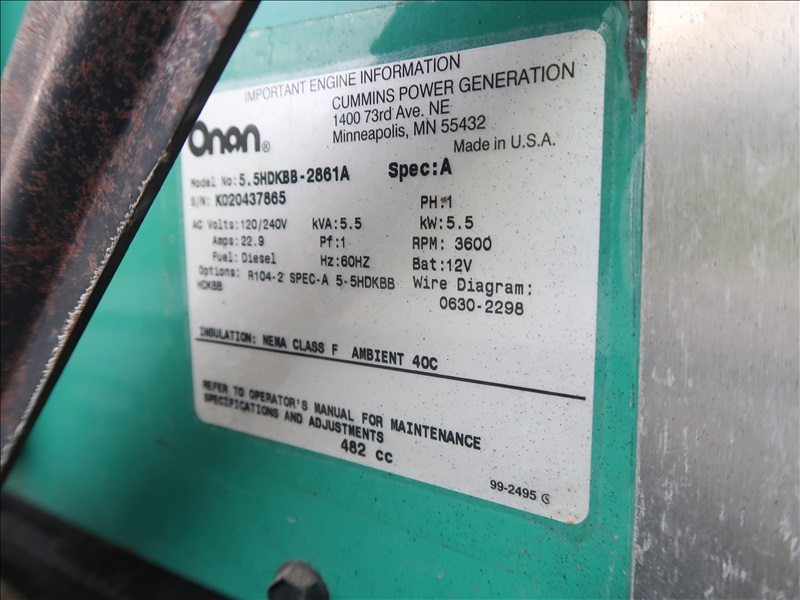 IMPORTANT ENGINE INFORMATION
Onan®
CUMMINS POWER GENERATION
1400 73rd Ave. NE
Minneapolis, MN 55432
Made in U.S.A.
Model No:5.5HDKBB-2861A Spec:A
S/N: K020437865 PH:1
AC Volts:120/240V kVA:5.5 kW:5.5
Amps:22.9 Pf:1 RPM: 3600
Fuel:Diesel Hz:60HZ Bat:12V
Options: R104-2 SPEC-A 5-5HDKBB Wire Diagram:
HDKBB 0630-2298
INSULATION: NEMA CLASS F AMBIENT 40C
REFER TO OPERATOR'S MANUAL FOR MAINTENANCE
SPECIFICATIONS AND ADJUSTMENTS
482 cc
99-2495